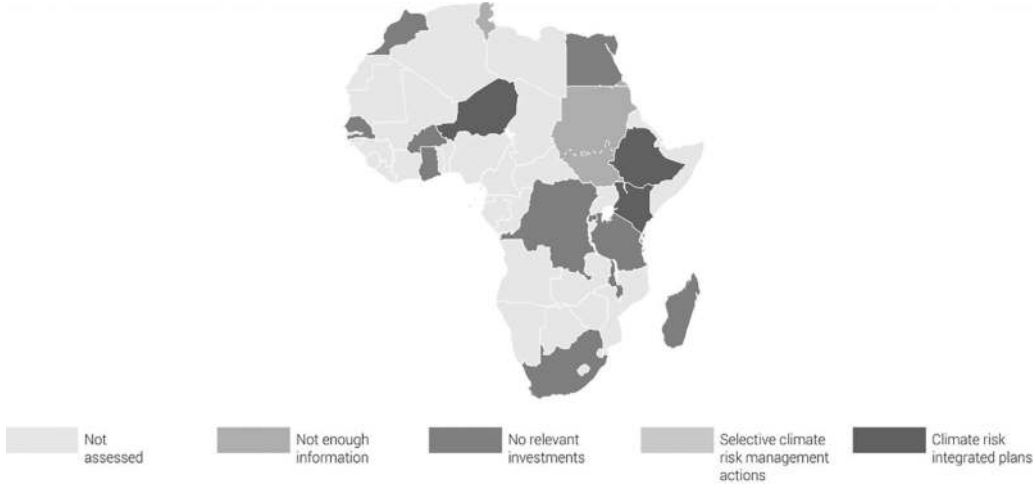 Not
assessed
Not enough
information
No relevant
investments
Selective climate
risk management
actions
Climate risk
integrated plans